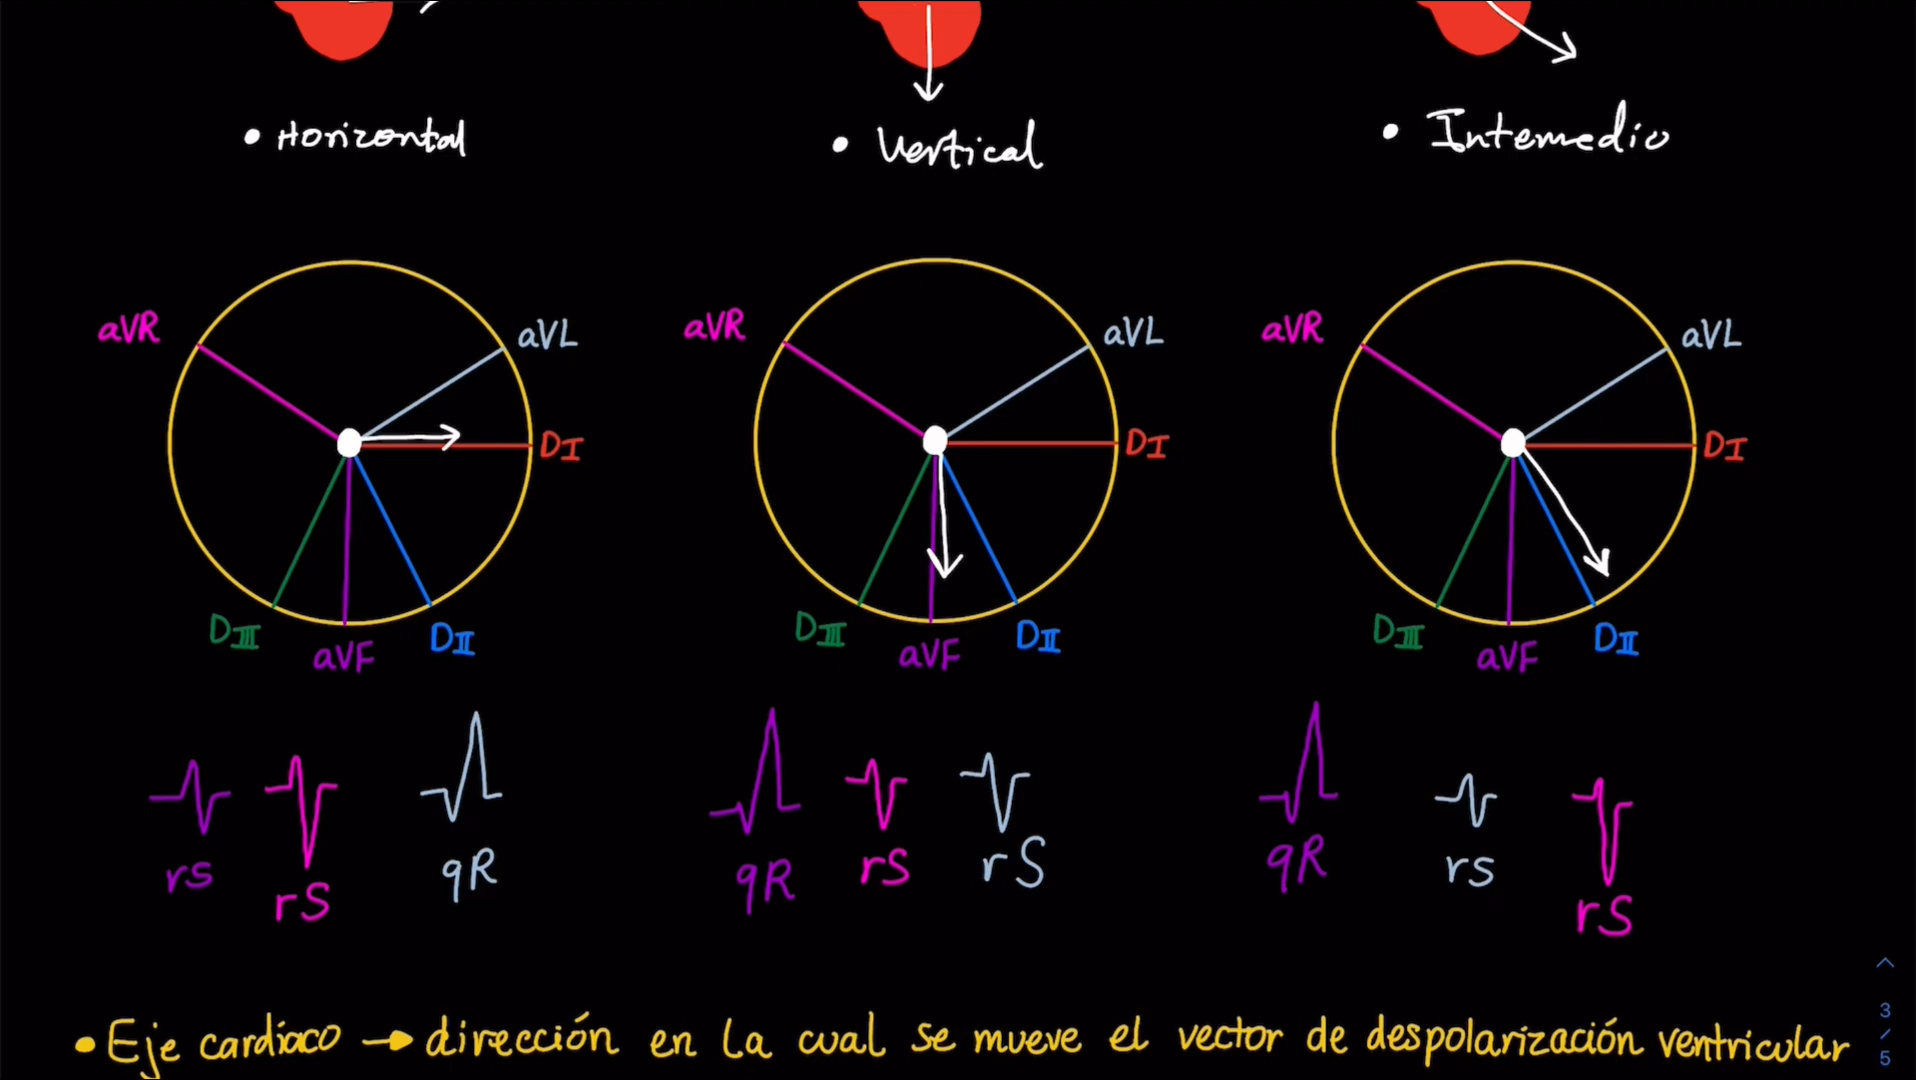 • Horizontal
• Vertical
• Intemedio
aVR
aVL
DI
DIII
aVF
DII
aVR
aVL
DI
DIII
aVF
DII
aVR
aVL
DI
DIII
aVF
DII
rs
rS
qR
qR
rS
rS
qR
rs
rS
• Eje cardíaco → dirección en la cual se mueve el vector de despolarización ventricular
3
/
5